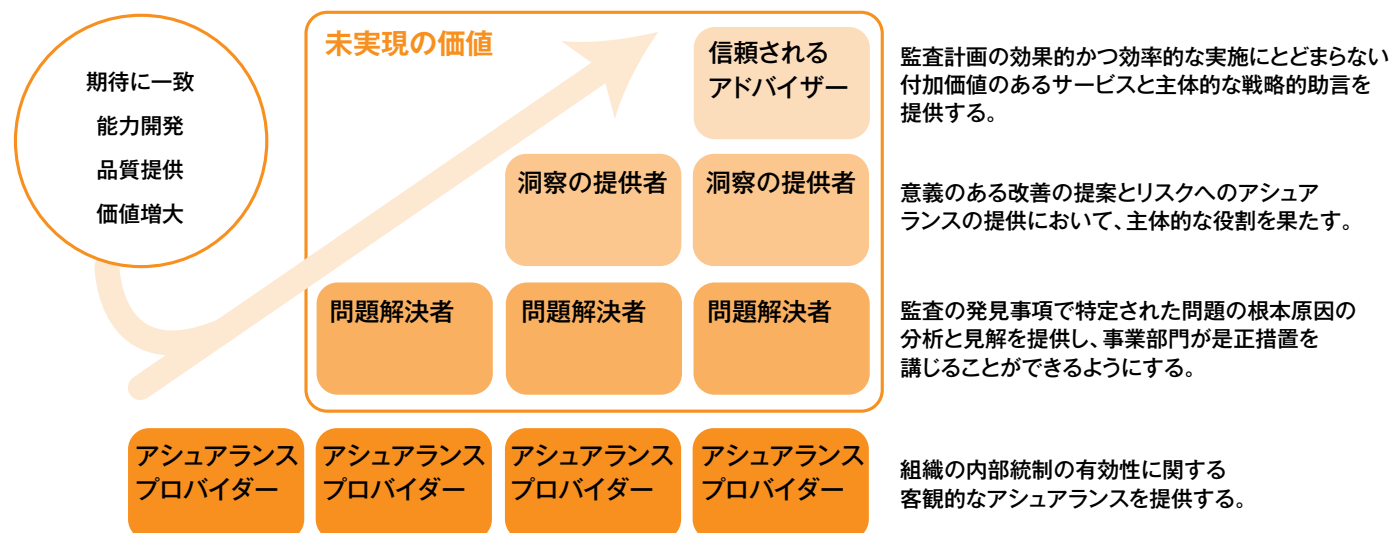 期待に一致
能力開発
品質提供
価値増大
未実現の価値
信頼される
アドバイザー
監査計画の効果的かつ効率的な実施にとどまらない
付加価値のあるサービスと主体的な戦略的助言を
提供する。
洞察の提供者
洞察の提供者
意義のある改善の提案とリスクへのアシュア
ランスの提供において、主体的な役割を果たす。
問題解決者
問題解決者
問題解決者
監査の発見事項で特定された問題の根本原因の
分析と見解を提供し、事業部門が是正措置を
講じることができるようにする。
アシュアランス
プロバイダー
アシュアランス
プロバイダー
アシュアランス
プロバイダー
アシュアランス
プロバイダー
組織の内部統制の有効性に関する
客観的なアシュアランスを提供する。